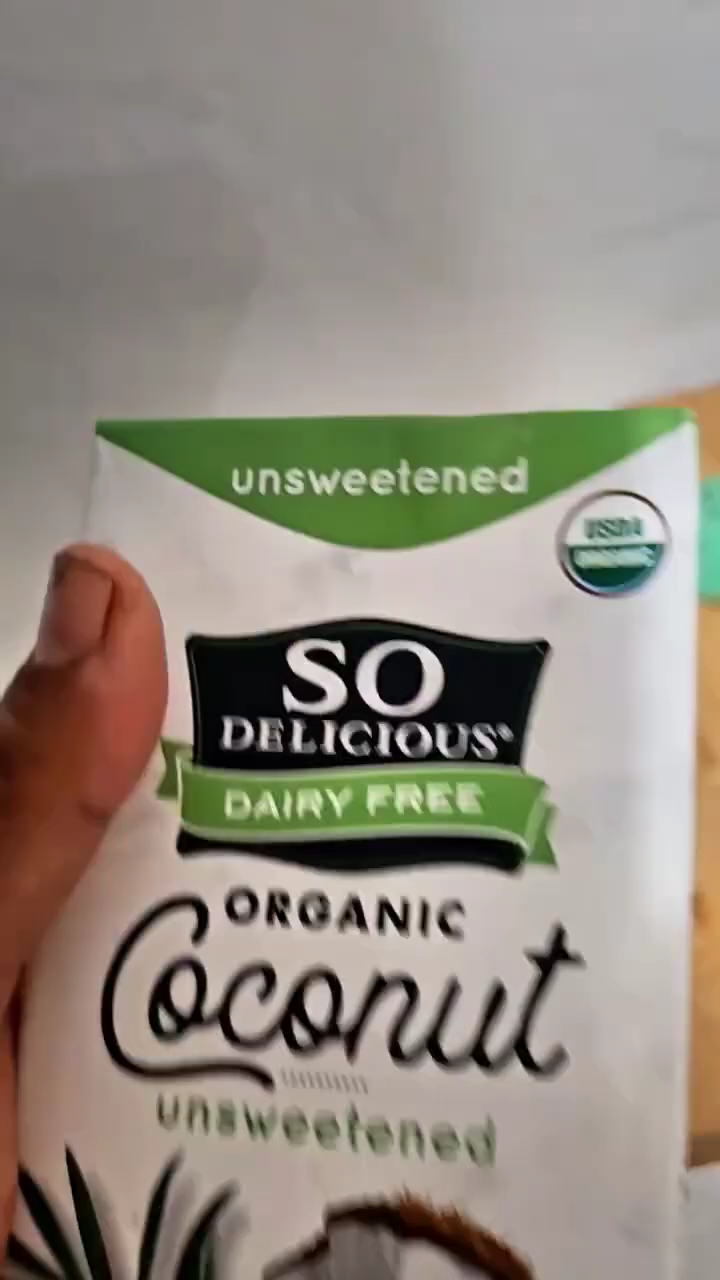 unsweetened
USDA
ORGANIC
SO
DELICIOUS®
DAIRY FREE
ORGANIC
Coconut
unsweetened